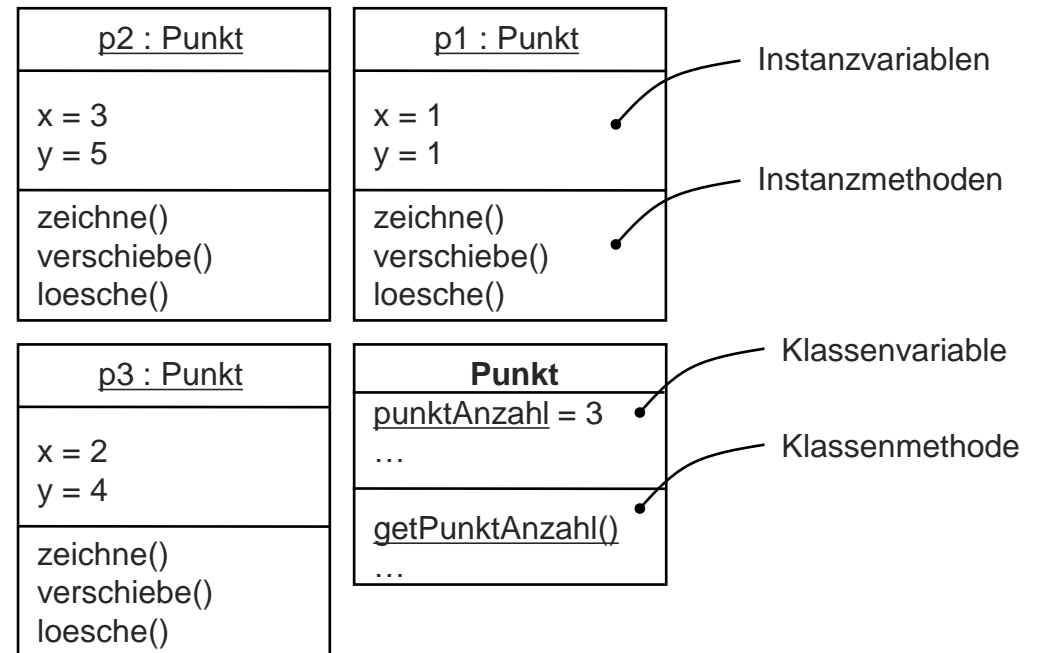 p2 : Punkt
x = 3
y = 5
zeichne()
verschiebe()
loesche()
p1 : Punkt
x = 1
y = 1
zeichne()
verschiebe()
loesche()
Instanzvariablen
Instanzmethoden
p3 : Punkt
x = 2
y = 4
zeichne()
verschiebe()
loesche()
Punkt
punktAnzahl = 3
…
getPunktAnzahl()
…
Klassenvariable
Klassenmethode